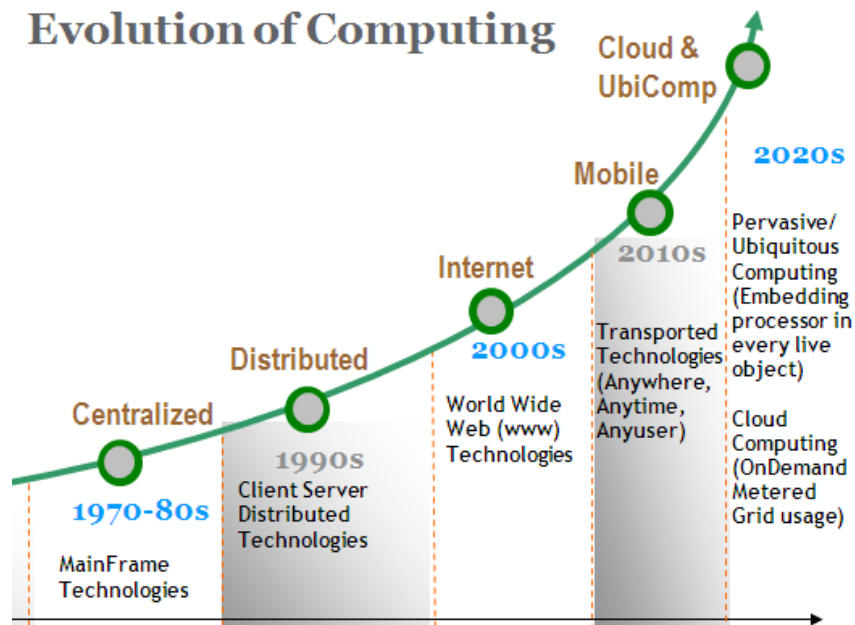 Evolution of Computing
Centralized
1970-80s
MainFrame
Technologies
Distributed
1990s
Client Server
Distributed
Technologies
Internet
2000s
World Wide
Web (www)
Technologies
Mobile
2010s
Transported
Technologies
(Anywhere,
Anytime,
Anyuser)
Cloud &
UbiComp
2020s
Pervasive/
Ubiquitous
Computing
(Embedding
processor in
every live
object)
Cloud
Computing
(OnDemand
Metered
Grid usage)